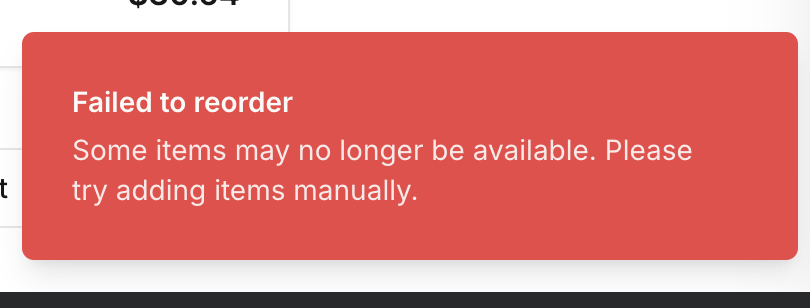 Failed to reorder
Some items may no longer be available. Please
try adding items manually.
t